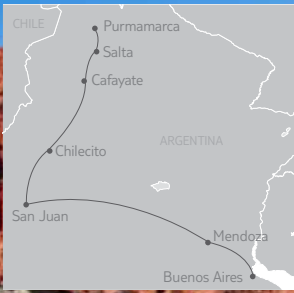 CHILE
Purmamarca
Salta
Cafayate
ARGENTINA
Chilecito
San Juan
Mendoza
Buenos Aires